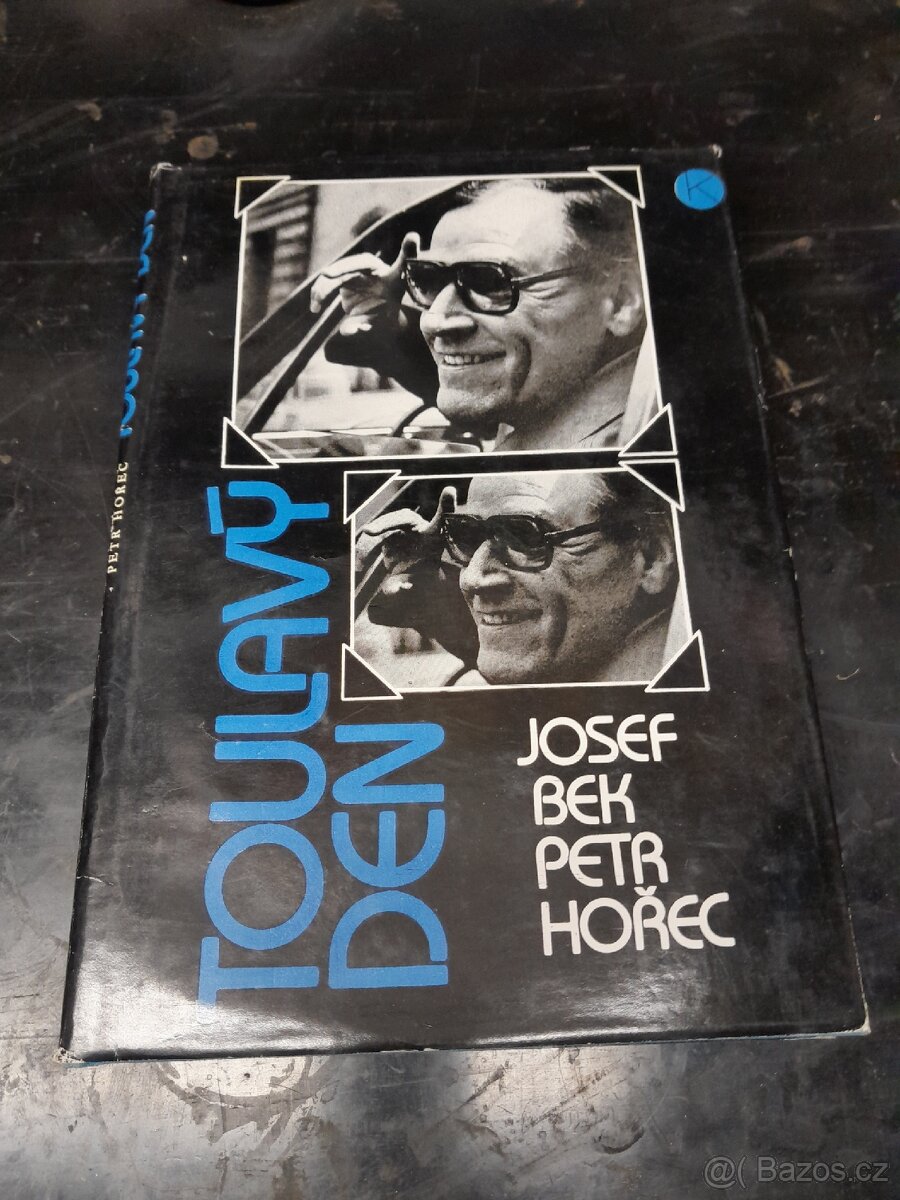 K
TOULAVÝ
DEN
JOSEF
BEK
PETR
HOŘEC
PETR HOŘEC
@( Bazos.cz